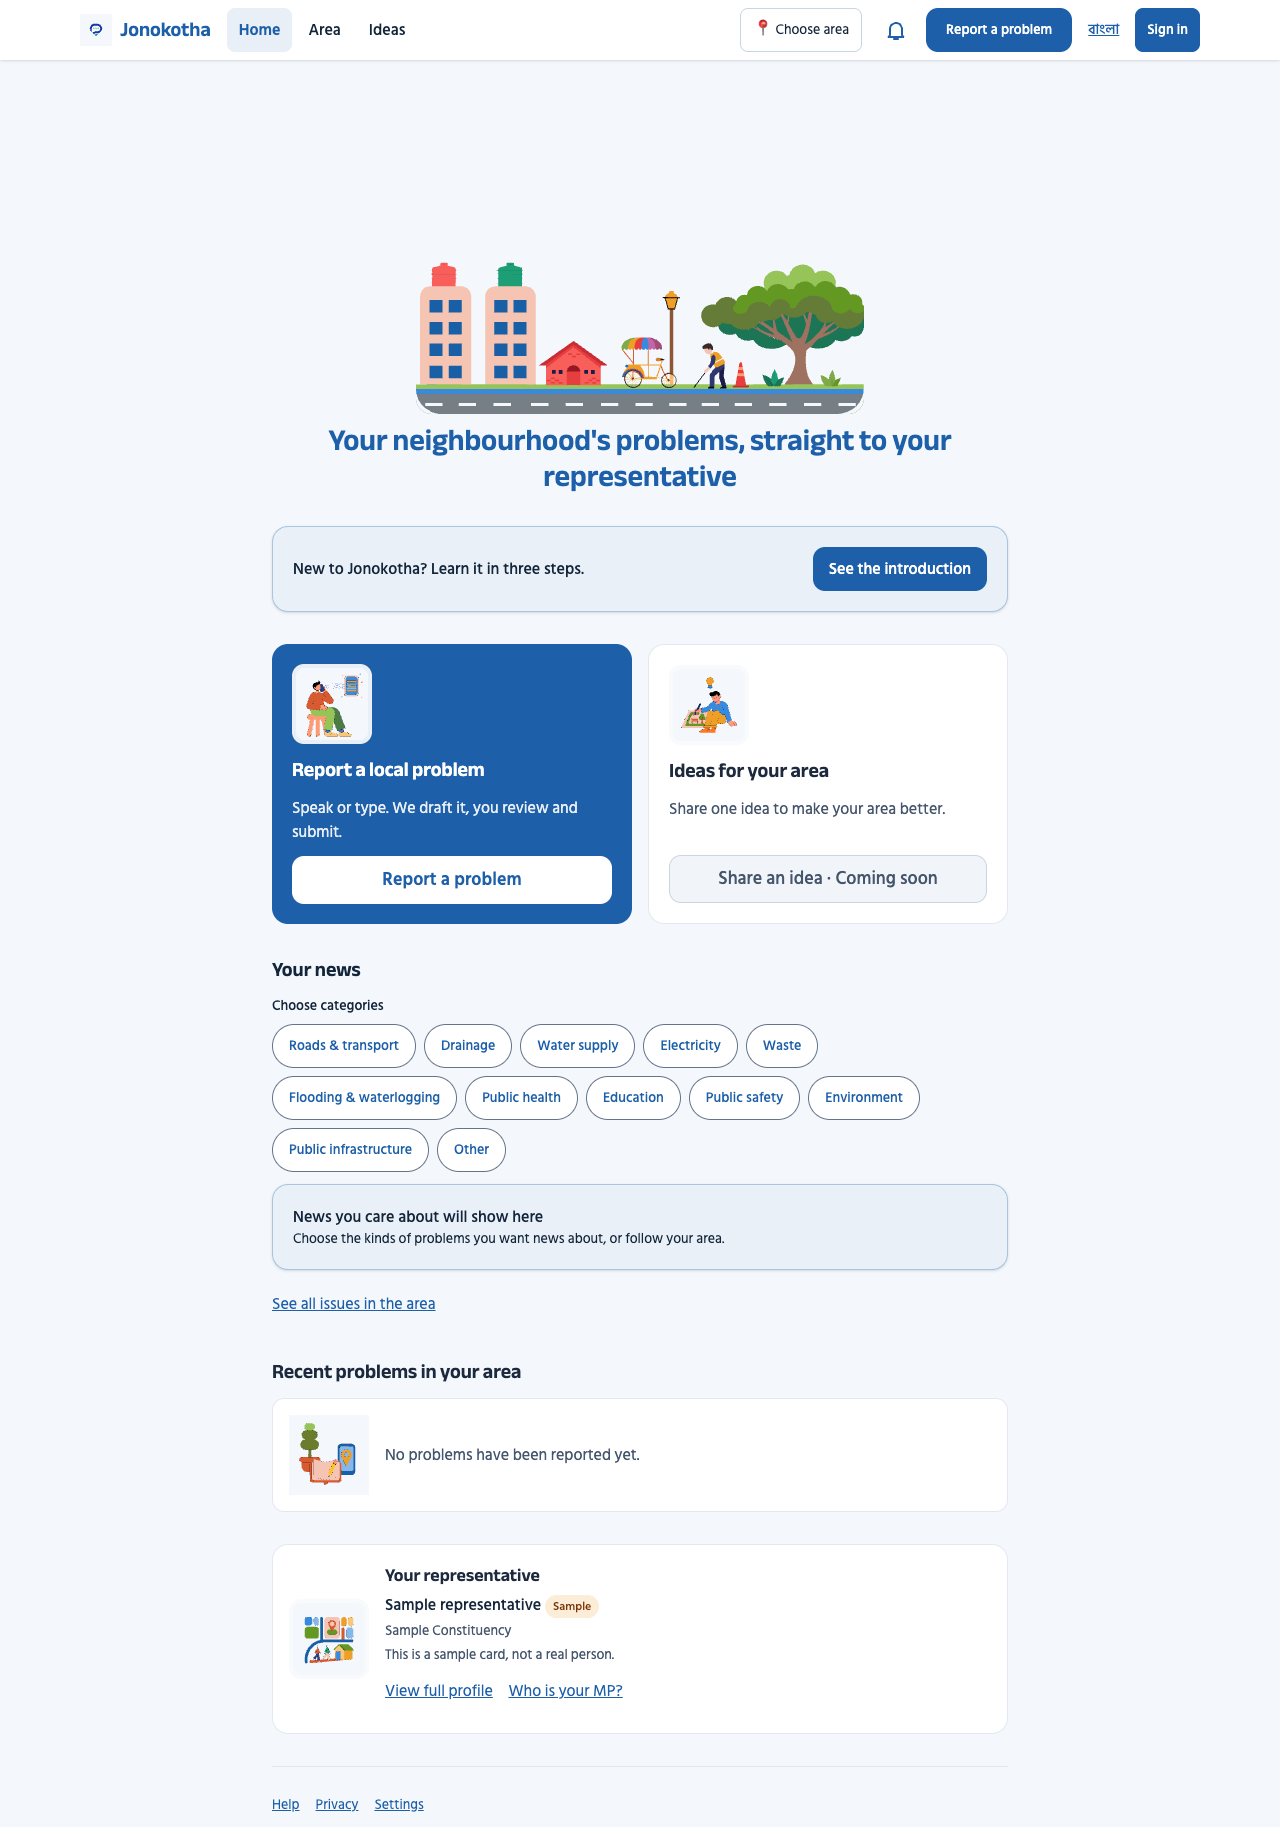 Jonokotha
Home
Area
Ideas
Choose area
Report a problem
বাংলা
Sign in
Your neighbourhood's problems, straight to your
representative
New to Jonokotha? Learn it in three steps.
See the introduction
Report a local problem
Speak or type. We draft it, you review and
submit.
Report a problem
Ideas for your area
Share one idea to make your area better.
Share an idea · Coming soon
Your news
Choose categories
Roads & transport
Drainage
Water supply
Electricity
Waste
Flooding & waterlogging
Public health
Education
Public safety
Environment
Public infrastructure
Other
News you care about will show here
Choose the kinds of problems you want news about, or follow your area.
See all issues in the area
Recent problems in your area
No problems have been reported yet.
Your representative
Sample representative Sample
Sample Constituency
This is a sample card, not a real person.
View full profile
Who is your MP?
Help
Privacy
Settings